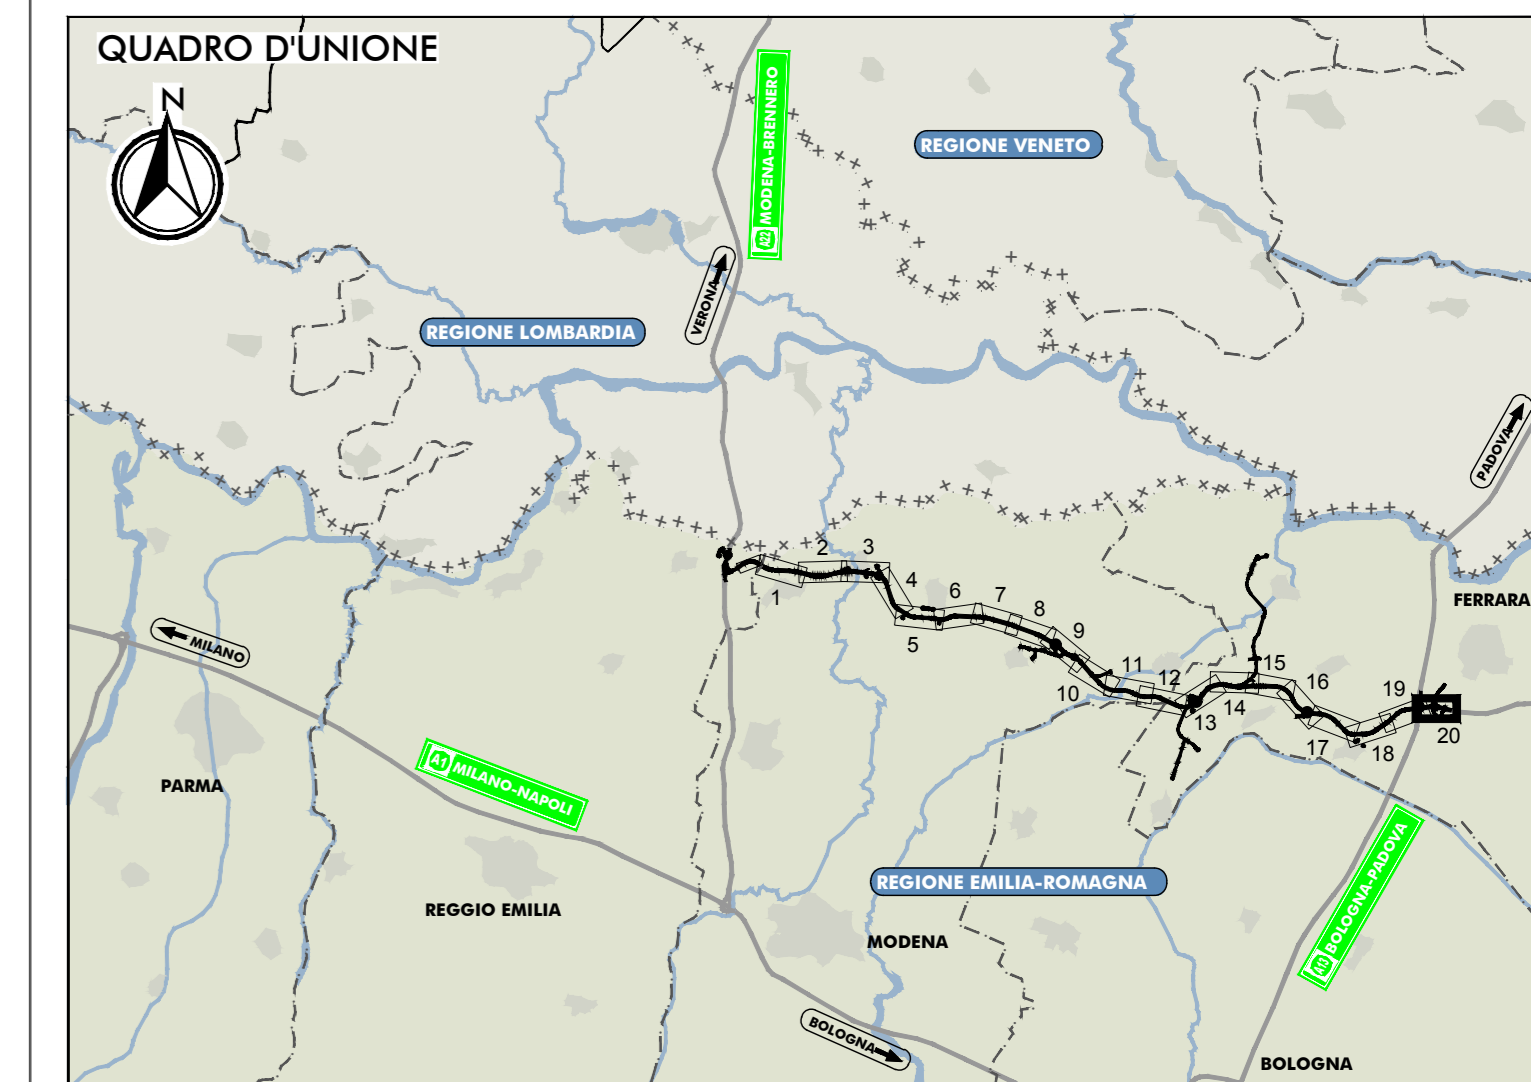 QUADRO D'UNIONE
N
A22 MODENA-BRENNERO
REGIONE VENETO
VERONA
REGIONE LOMBARDIA
PADOVA
2
3
1
4
6
7
8
5
9
FERRARA
MILANO
11
15
10
12
16
19
14
13
17
18
20
A1 MILANO-NAPOLI
PARMA
A13 BOLOGNA-PADOVA
REGIONE EMILIA-ROMAGNA
REGGIO EMILIA
MODENA
BOLOGNA
BOLOGNA